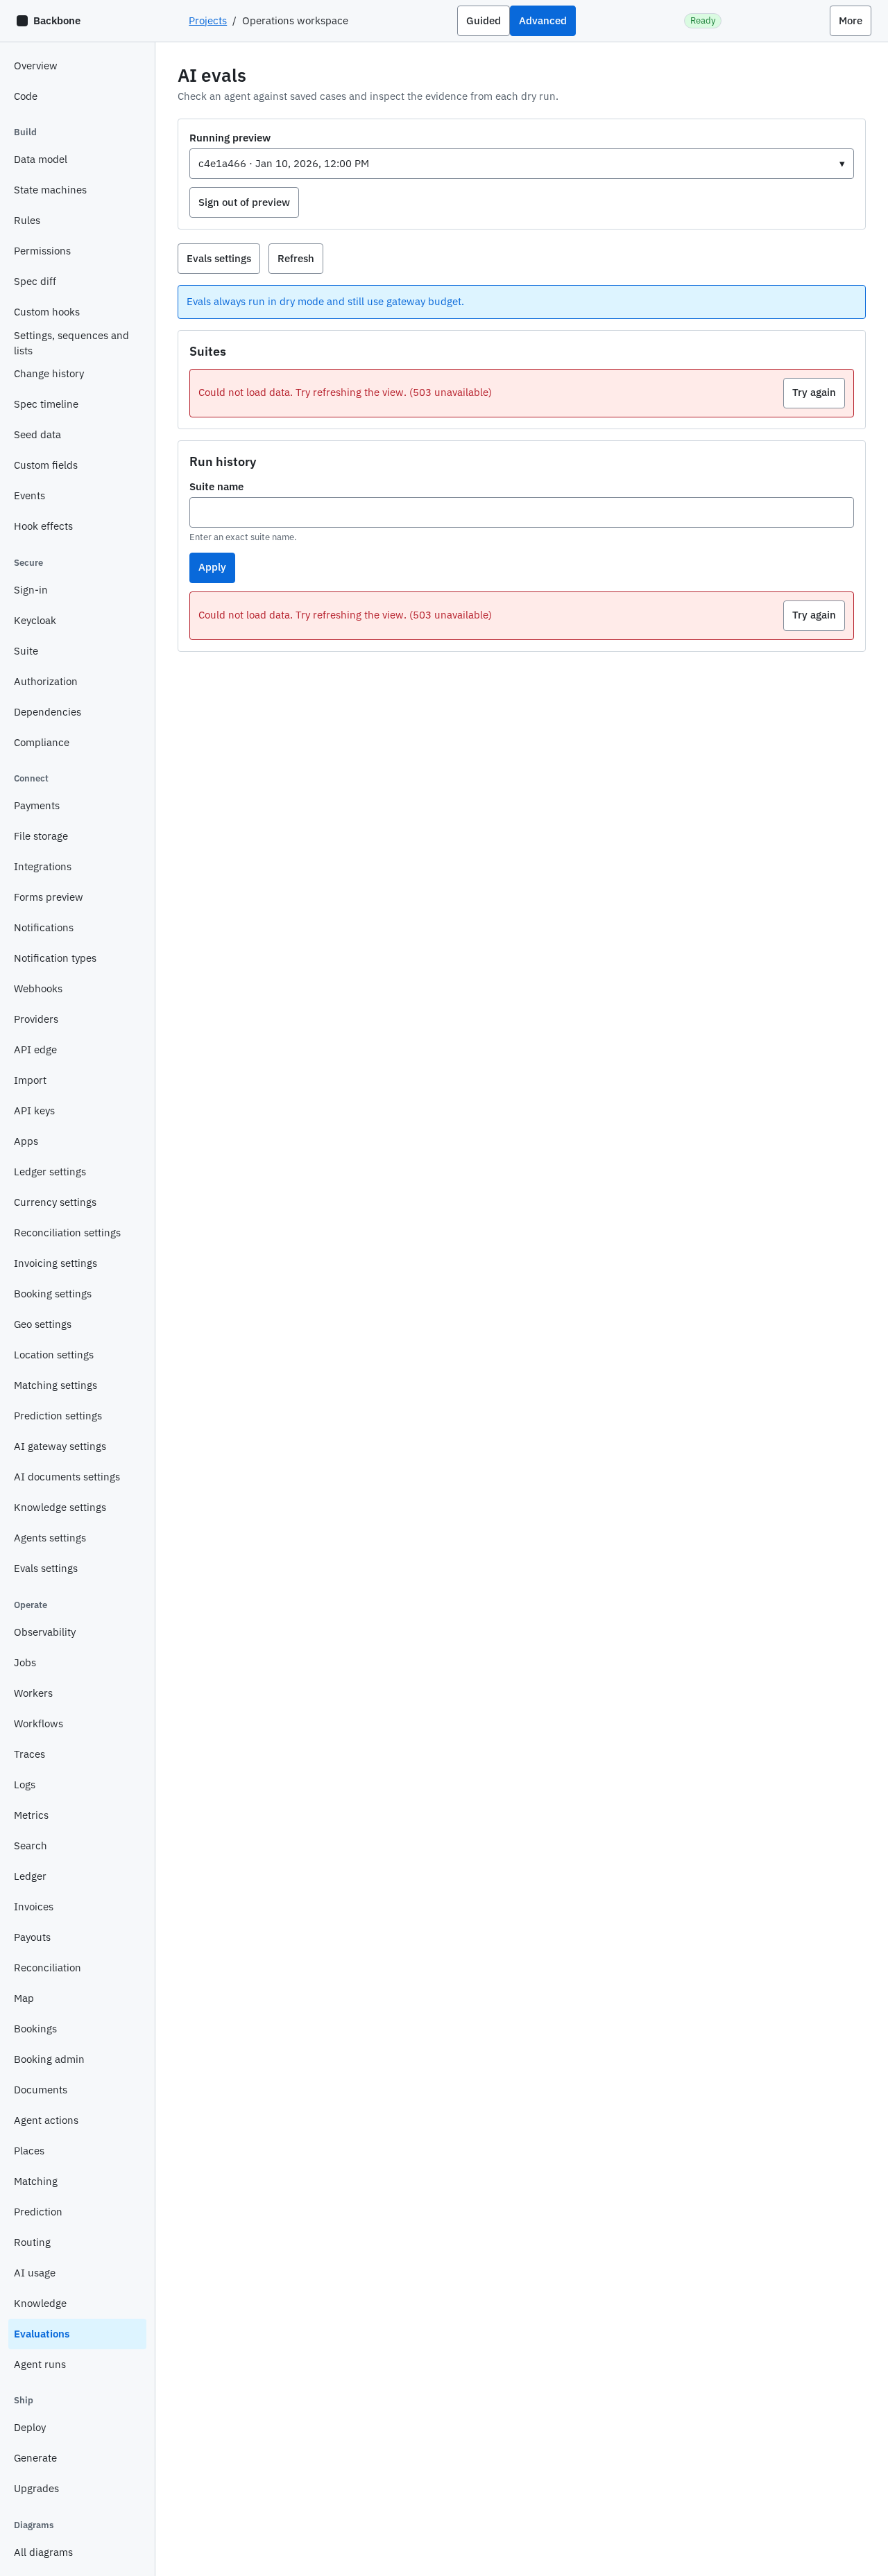 Backbone
Projects / Operations workspace
Guided
Advanced
Ready
More
Overview
Code
Build
Data model
State machines
Rules
Permissions
Spec diff
Custom hooks
Settings, sequences and
lists
Change history
Spec timeline
Seed data
Custom fields
Events
Hook effects
Secure
Sign-in
Keycloak
Suite
Authorization
Dependencies
Compliance
Connect
Payments
File storage
Integrations
Forms preview
Notifications
Notification types
Webhooks
Providers
API edge
Import
API keys
Apps
Ledger settings
Currency settings
Reconciliation settings
Invoicing settings
Booking settings
Geo settings
Location settings
Matching settings
Prediction settings
AI gateway settings
AI documents settings
Knowledge settings
Agents settings
Evals settings
Operate
Observability
Jobs
Workers
Workflows
Traces
Logs
Metrics
Search
Ledger
Invoices
Payouts
Reconciliation
Map
Bookings
Booking admin
Documents
Agent actions
Places
Matching
Prediction
Routing
AI usage
Knowledge
Evaluations
Agent runs
Ship
Deploy
Generate
Upgrades
Diagrams
All diagrams
AI evals
Check an agent against saved cases and inspect the evidence from each dry run.
Running preview
c4e1a466 · Jan 10, 2026, 12:00 PM
Sign out of preview
Evals settings
Refresh
Evals always run in dry mode and still use gateway budget.
Suites
Could not load data. Try refreshing the view. (503 unavailable)
Try again
Run history
Suite name
Enter an exact suite name.
Apply
Could not load data. Try refreshing the view. (503 unavailable)
Try again